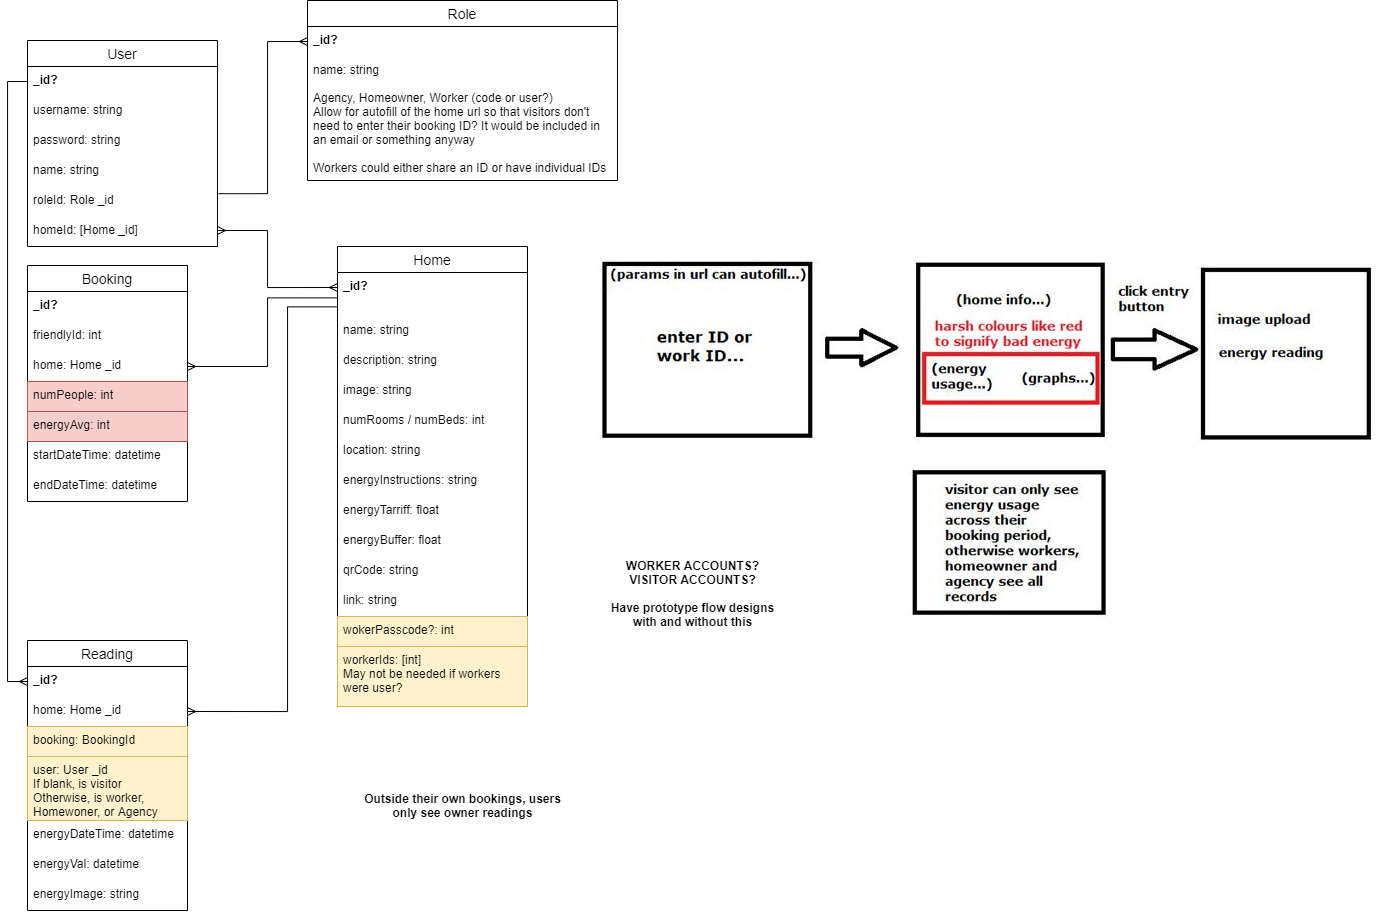 Role
_id?
name: string
Agency, Homeowner, Worker (code or user?)
Allow for autofill of the home url so that visitors don't
need to enter their booking ID? It would be included in
an email or something anyway
Workers could either share an ID or have individual IDs
User
_id?
username: string
password: string
name: string
roleId: Role _id
homeId: [Home _id]
Booking
_id?
friendlyId: int
home: Home _id
numPeople: int
energyAvg: int
startDateTime: datetime
endDateTime: datetime
Home
_id?
name: string
description: string
image: string
numRooms / numBeds: int
location: string
energyInstructions: string
energyTarriff: float
energyBuffer: float
qrCode: string
link: string
wokerPasscode?: int
workerIds: [int]
May not be needed if workers
were user?
Reading
_id?
home: Home _id
booking: BookingId
user: User _id
If blank, is visitor
Otherwise, is worker,
Homewoner, or Agency
energyDateTime: datetime
energyVal: datetime
energyImage: string
Outside their own bookings, users
only see owner readings
(params in url can autofill...)
enter ID or
work ID...
(home info...)
harsh colours like red
to signify bad energy
(energy
usage...)
(graphs...)
click entry
button
image upload
energy reading
visitor can only see
energy usage
across their
booking period,
otherwise workers,
homeowner and
agency see all
records
WORKER ACCOUNTS?
VISITOR ACCOUNTS?
Have prototype flow designs
with and without this